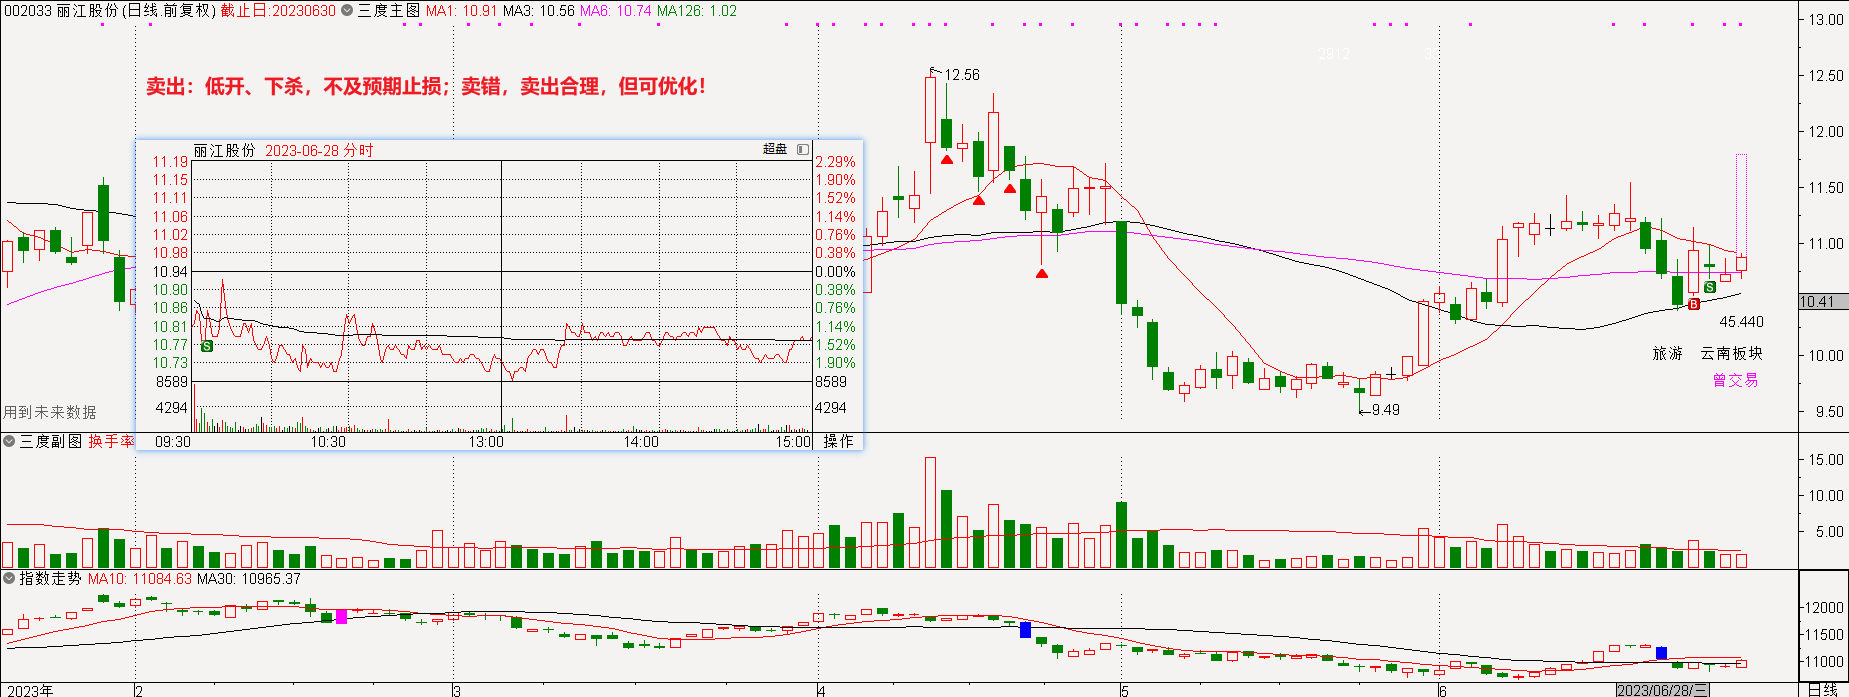 002033 丽江股份(日线.前复权) 截止日:20230630 三度主图 MA1: 10.91 MA3: 10.56 MA6: 10.74 MA126: 1.02
13.00
2912
卖出：低开、下杀，不及预期止损；卖错，卖出合理，但可优化！
12.56
12.50
12.00
11.50
11.00
10.41
10.00
9.50
丽江股份 2023-06-28 分时 超盘
11.19 2.29%
11.15 1.90%
11.11 1.52%
11.06 1.14%
11.02 0.76%
10.98 0.38%
10.94 0.00%
10.90 0.38%
10.86 0.76%
10.81 1.14%
10.77 1.52%
10.73 1.90%
8589 8589
4294 4294
09:30 10:30 13:00 14:00 15:00 操作
S
B
S
45.440
旅游 云南板块
曾交易
9.49
用到未来数据
三度副图 换手率
15.00
10.00
5.00
指数走势 MA10: 11084.63 MA30: 10965.37
12000
11500
11000
2023年 2 3 4 5 6 2023/06/28/三 日线